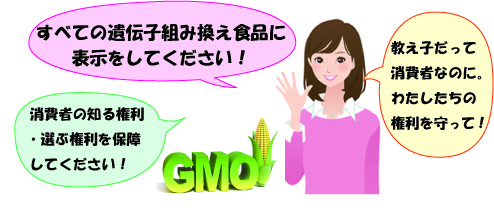 すべての遺伝子組み換え食品に
表示をしてください！
教え子だって
消費者なのに。
わたしたちの
権利を守って！
消費者の知る権利
・選ぶ権利を保障
してください！
GMO